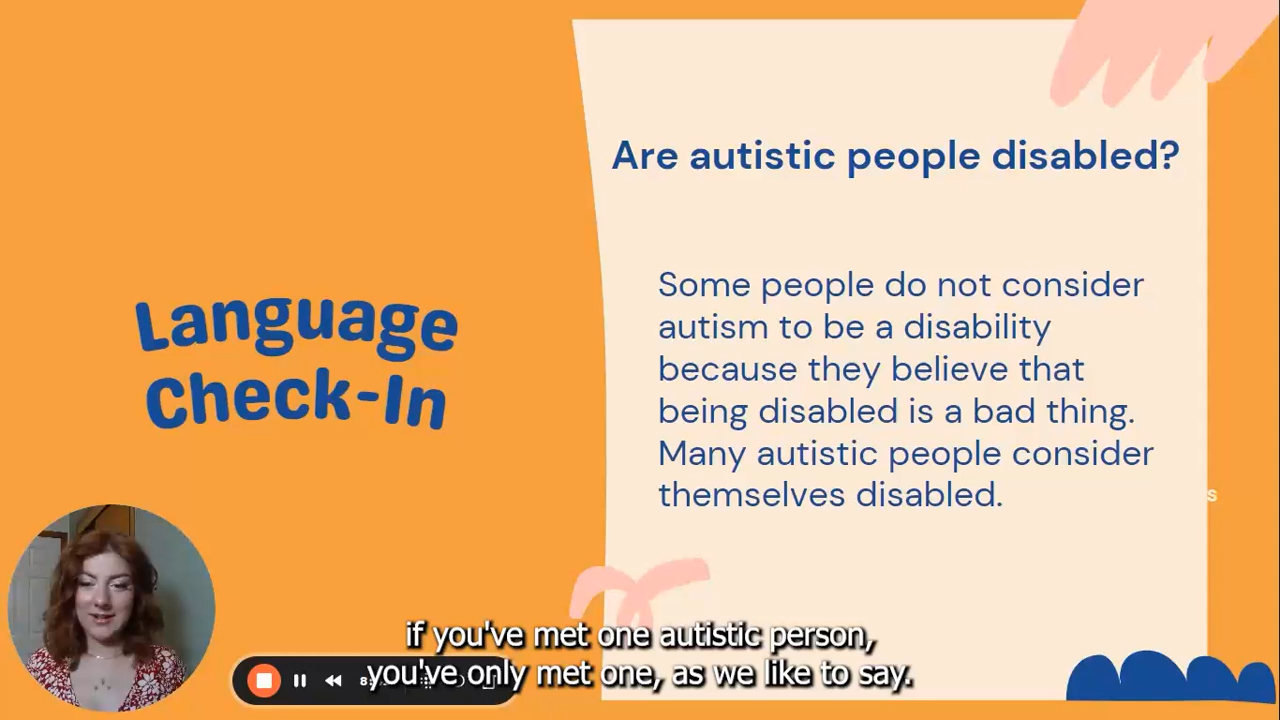 Are autistic people disabled?
Language
Check-In
Some people do not consider
autism to be a disability
because they believe that
being disabled is a bad thing.
Many autistic people consider
themselves disabled.
s
if you've met one autistic person,
you've only met one, as we like to say.